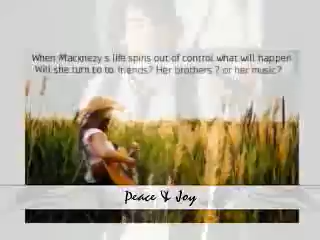 When Macknezy s life spins out of control what will happen
Will she turn to to friends? Her brothers ? or her music?
Peace & Joy